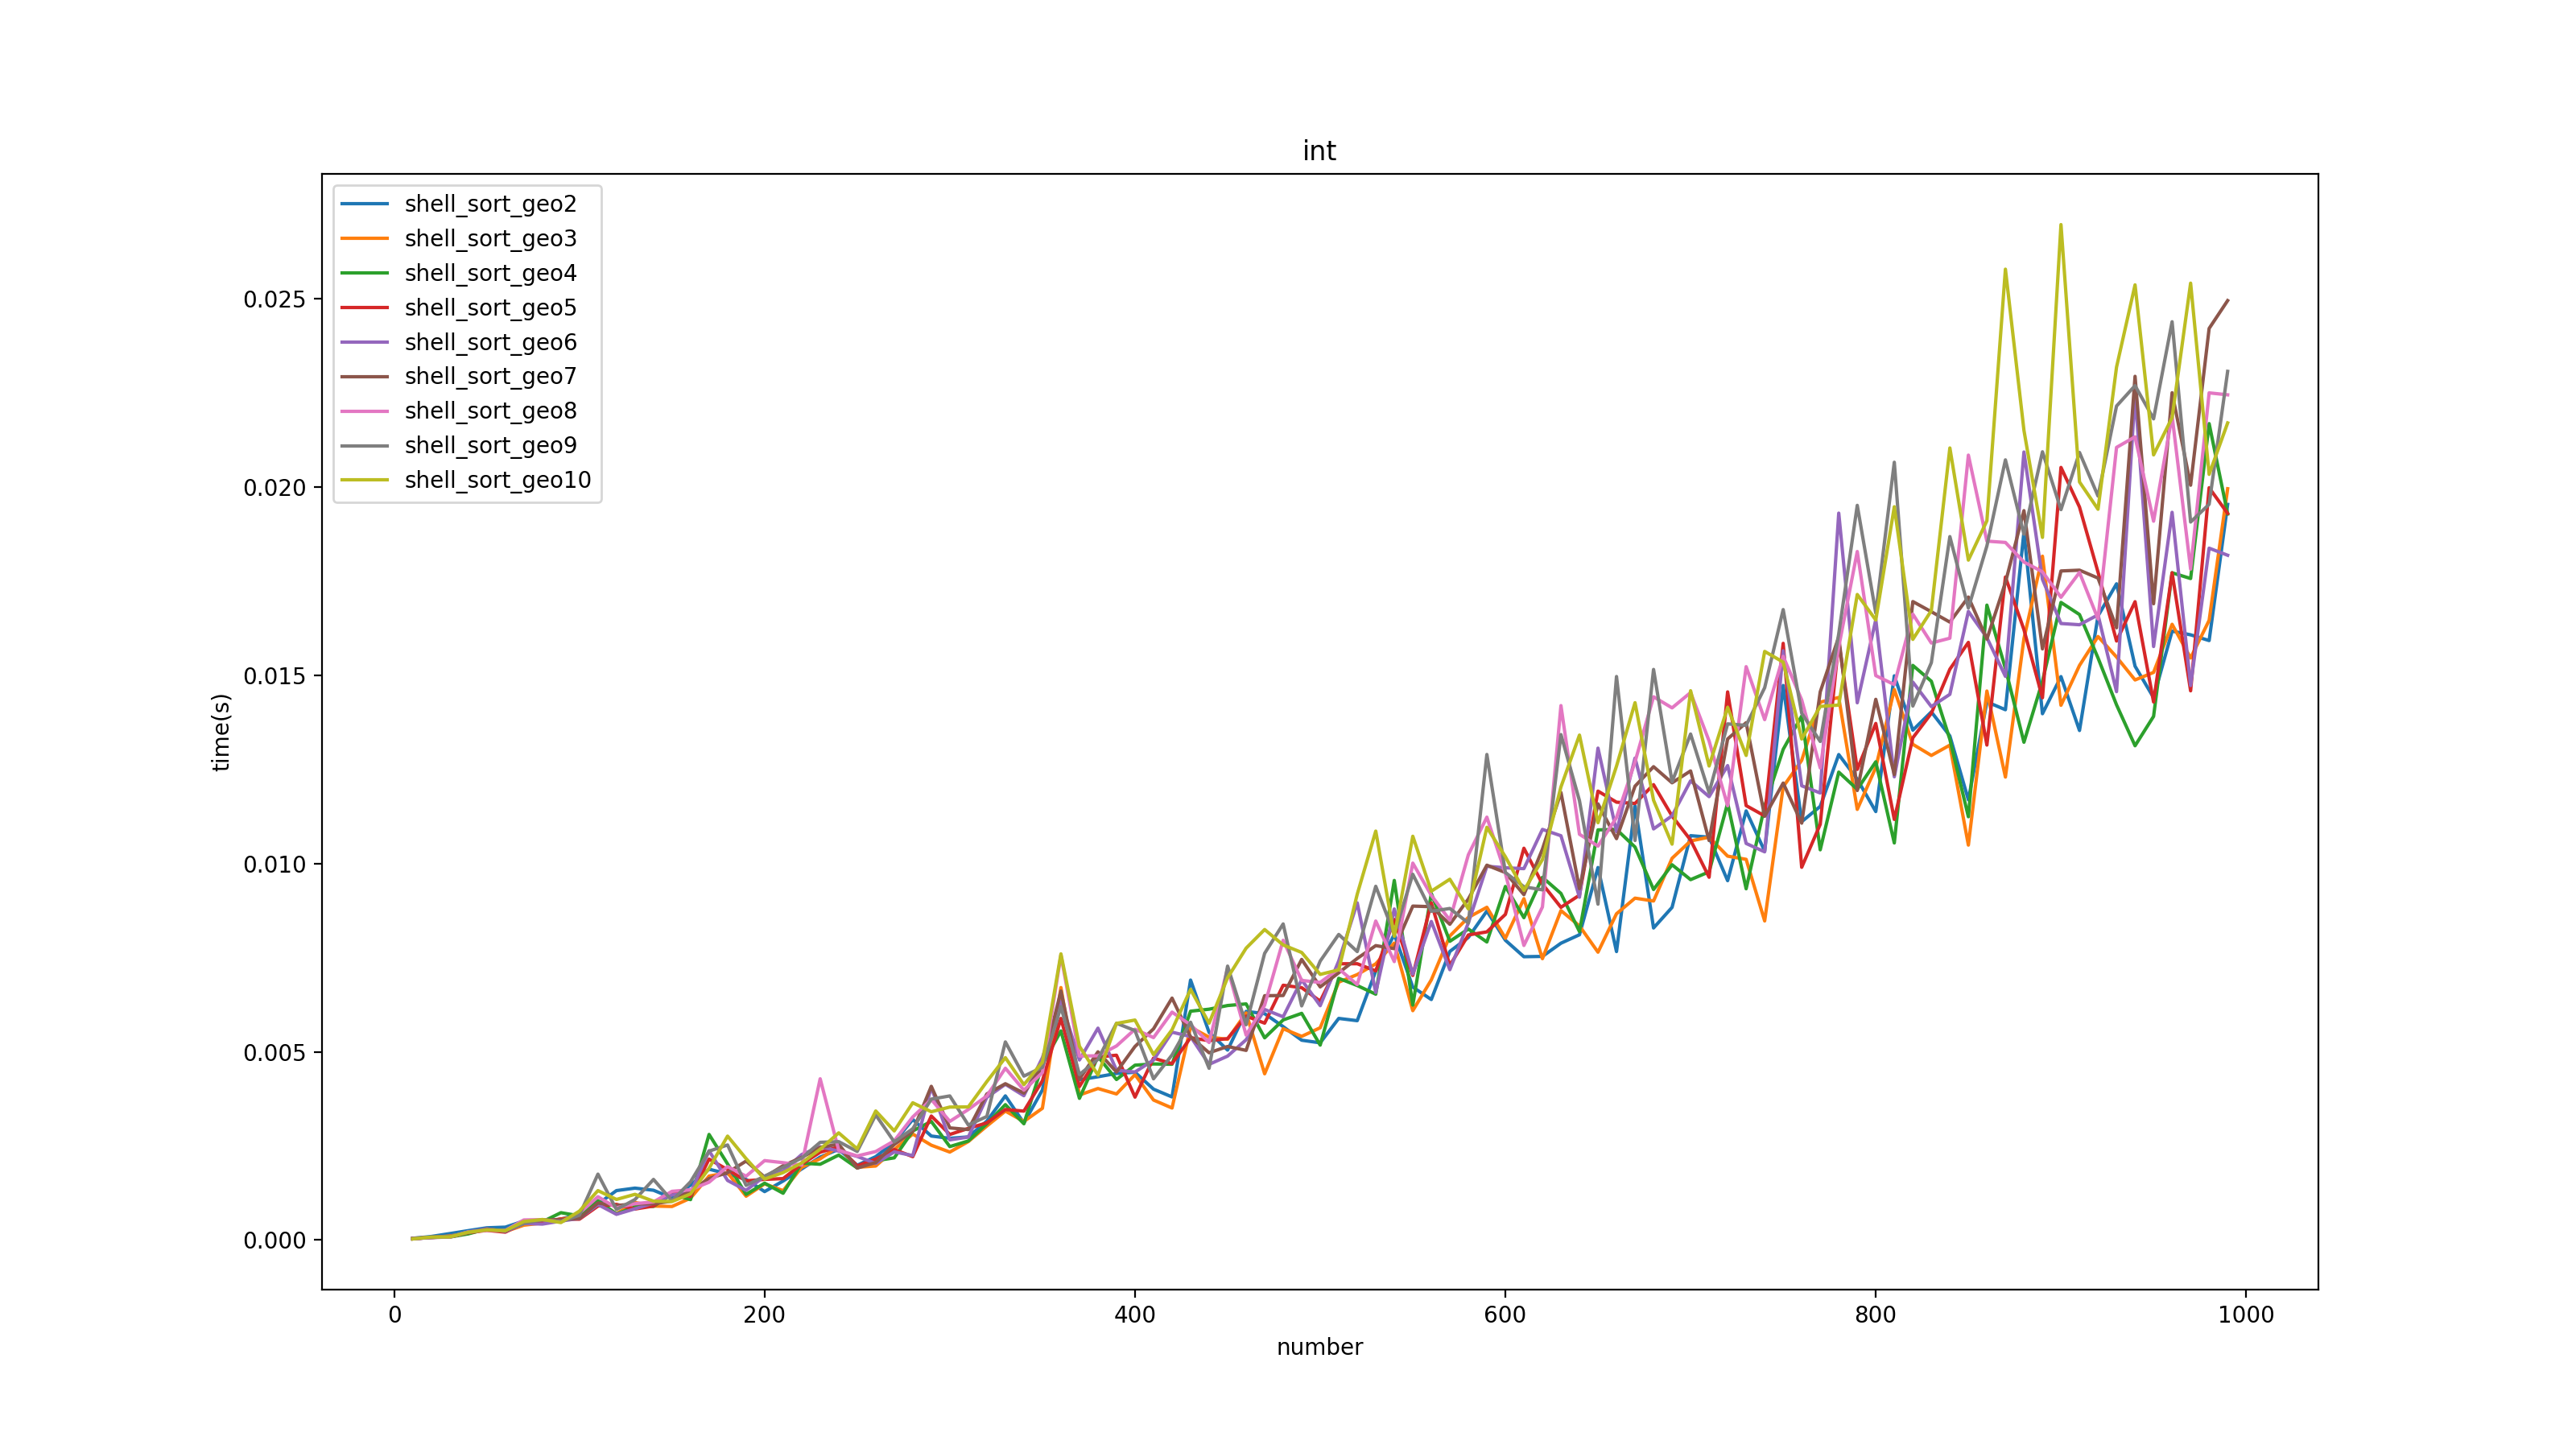 int
shell_sort_geo2
shell_sort_geo3
shell_sort_geo4
shell_sort_geo5
shell_sort_geo6
shell_sort_geo7
shell_sort_geo8
shell_sort_geo9
shell_sort_geo10
0.025
0.020
0.015
0.010
0.005
0.000
time(s)
0 200 400 600 800 1000
number